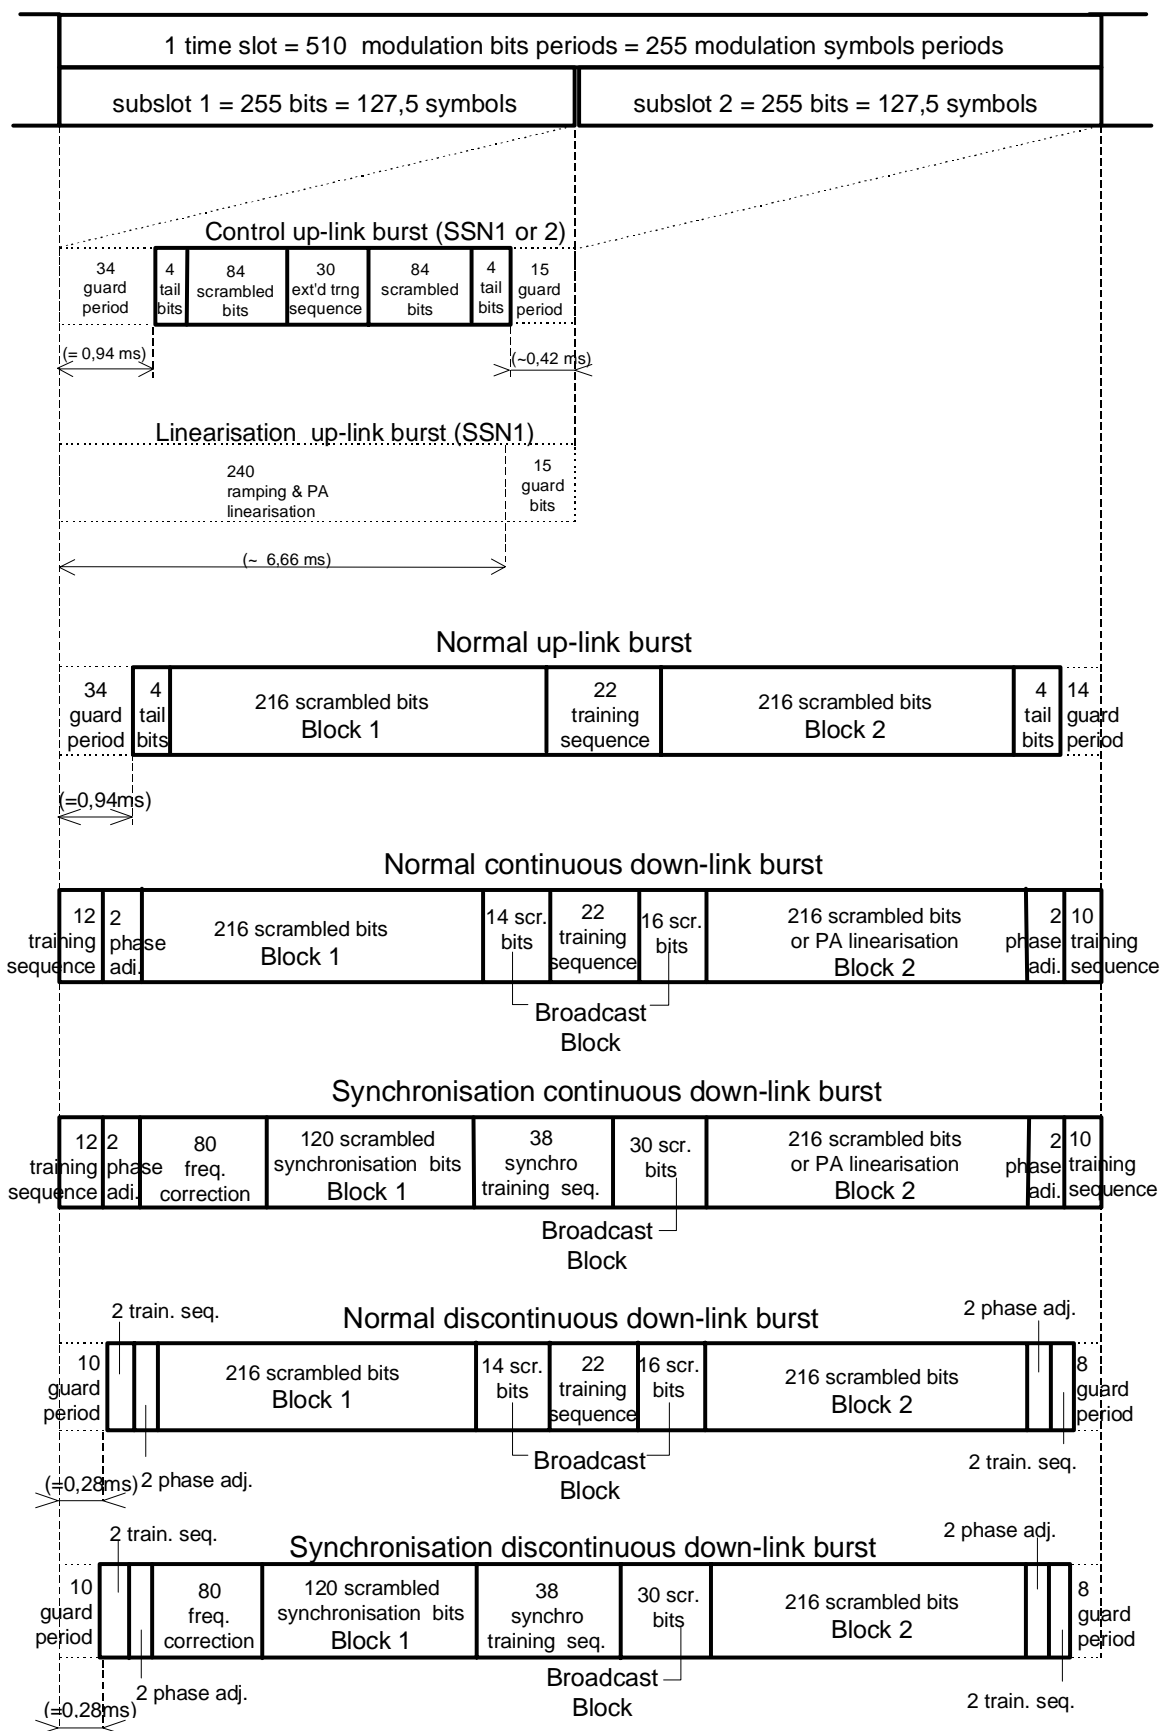 1 time slot = 510 modulation bits periods = 255 modulation symbols periods
subslot 1 = 255 bits = 127,5 symbols
subslot 2 = 255 bits = 127,5 symbols
Control up-link burst (SSN1 or 2)
34
guard
period
4
tail
bits
84
scrambled
bits
30
ext'd trng
sequence
84
scrambled
bits
4
tail
bits
15
guard
period
(= 0,94 ms)
(~0,42 ms)
Linearisation up-link burst (SSN1)
240
ramping & PA
linearisation
15
guard
bits
(~ 6,66 ms)
Normal up-link burst
34
guard
period
4
tail
bits
216 scrambled bits
Block 1
22
training
sequence
216 scrambled bits
Block 2
4
tail
bits
14
guard
period
(=0,94ms)
Normal continuous down-link burst
12
training
sequence
2
phase
adj.
216 scrambled bits
Block 1
14 scr.
bits
22
training
sequence
16 scr.
bits
216 scrambled bits
or PA linearisation
Block 2
2
phase
adj.
10
training
sequence
Broadcast
Block
Synchronisation continuous down-link burst
12
training
sequence
2
phase
adj.
80
freq.
correction
120 scrambled
synchronisation bits
Block 1
38
synchro
training seq.
30 scr.
bits
216 scrambled bits
or PA linearisation
Block 2
2
phase
adj.
10
training
sequence
Broadcast
Block
Normal discontinuous down-link burst
2 train. seq.
2 phase adj.
10
guard
period
216 scrambled bits
Block 1
14 scr.
bits
22
training
sequence
16 scr.
bits
216 scrambled bits
Block 2
8
guard
period
Broadcast
Block
2 train. seq.
(=0,28ms)
2 phase adj.
Synchronisation discontinuous down-link burst
2 train. seq.
2 phase adj.
10
guard
period
80
freq.
correction
120 scrambled
synchronisation bits
Block 1
38
synchro
training seq.
30 scr.
bits
216 scrambled bits
Block 2
8
guard
period
Broadcast
Block
2 phase adj.
2 train. seq.
(=0,28ms)